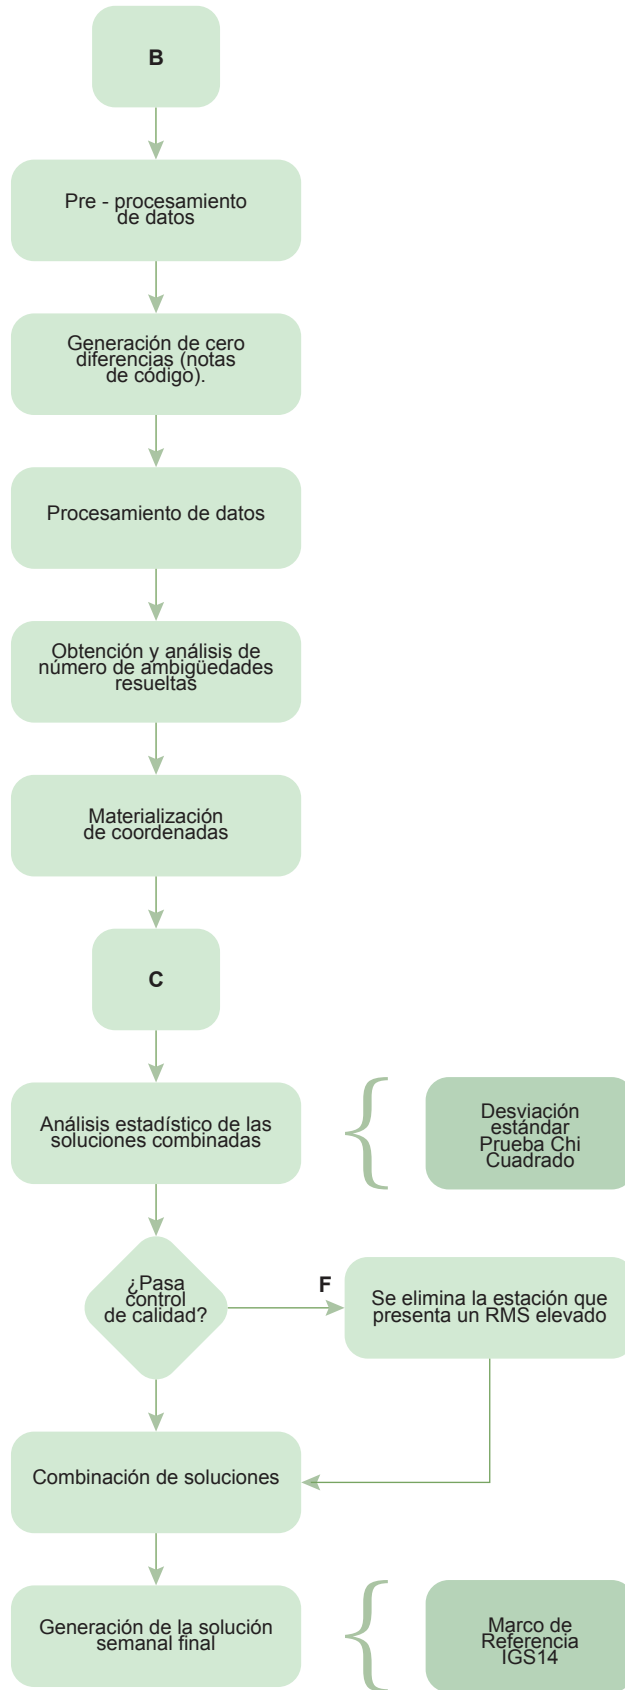 B
Pre - procesamiento
de datos
Generación de cero
diferencias (notas
de código).
Procesamiento de datos
Obtención y análisis de
número de ambigüedades
resueltas
Materialización
de coordenadas
C
Análisis estadístico de las
soluciones combinadas
Desviación
estándar
Prueba Chi
Cuadrado
¿Pasa
control
de calidad?
F
Se elimina la estación que
presenta un RMS elevado
Combinación de soluciones
Generación de la solución
semanal final
Marco de
Referencia
IGS14